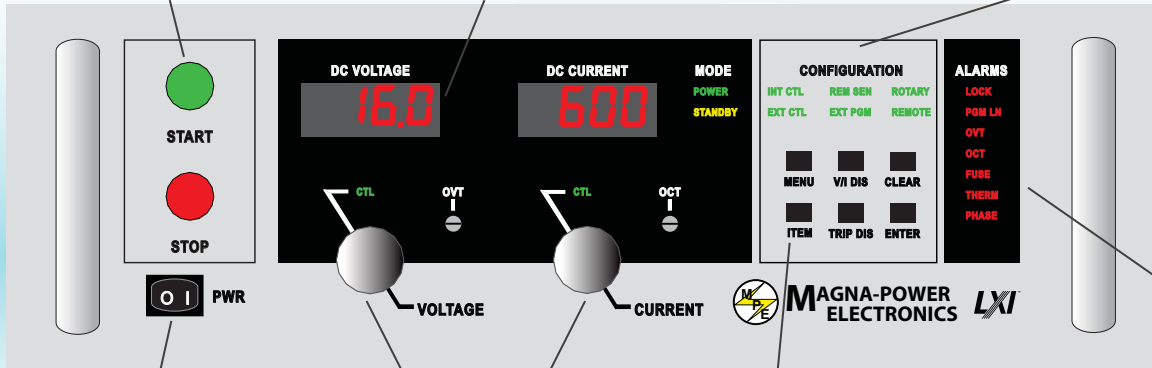 START
STOP
O I PWR
DC VOLTAGE
16.0
DC CURRENT
600
MODE
POWER
STANDBY
CTL
OVT
CTL
OCT
VOLTAGE
CURRENT
CONFIGURATION
INT CTL REM SEN ROTARY
EXT CTL EXT PGM REMOTE
MENU V/I DIS CLEAR
ITEM TRIP DIS ENTER
ALARMS
LOCK
PGM LN
OVT
OCT
FUSE
THERM
PHASE
MPE
MAGNA-POWER
ELECTRONICS
LXI